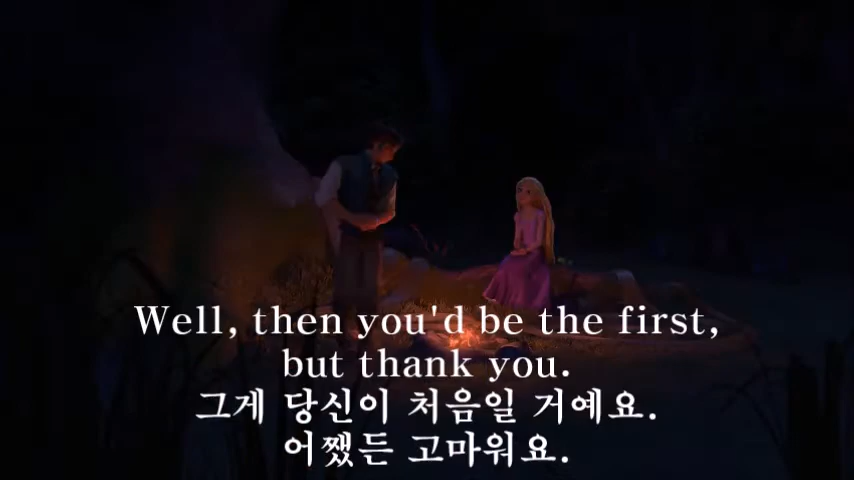 Well, then you'd be the first,
but thank you.
그게 당신이 처음일 거예요.
어쨌든 고마워요.